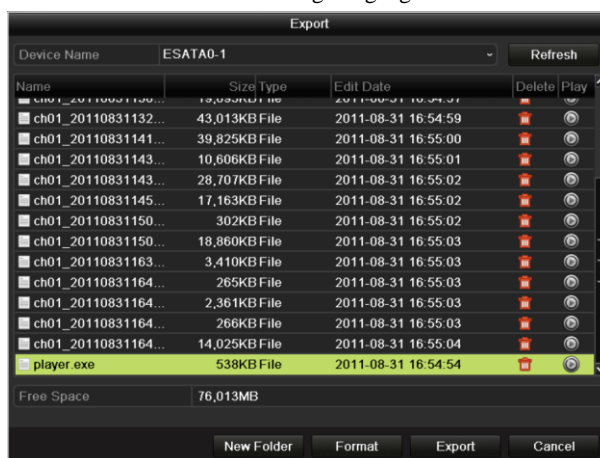 Export
Device Name ESATA0-1 Refresh
Name Size Type Edit Date Delete Play
ch01_20110831132... 43,013KB File 2011-08-31 16:54:59
ch01_20110831141... 39,825KB File 2011-08-31 16:55:00
ch01_20110831143... 10,606KB File 2011-08-31 16:55:01
ch01_20110831143... 28,707KB File 2011-08-31 16:55:02
ch01_20110831145... 17,163KB File 2011-08-31 16:55:02
ch01_20110831150... 302KB File 2011-08-31 16:55:02
ch01_20110831150... 18,860KB File 2011-08-31 16:55:03
ch01_20110831163... 3,410KB File 2011-08-31 16:55:03
ch01_20110831164... 265KB File 2011-08-31 16:55:03
ch01_20110831164... 2,361KB File 2011-08-31 16:55:03
ch01_20110831164... 266KB File 2011-08-31 16:55:03
ch01_20110831164... 14,025KB File 2011-08-31 16:55:04
player.exe 538KB File 2011-08-31 16:54:54
Free Space 76,013MB
New Folder Format Export Cancel